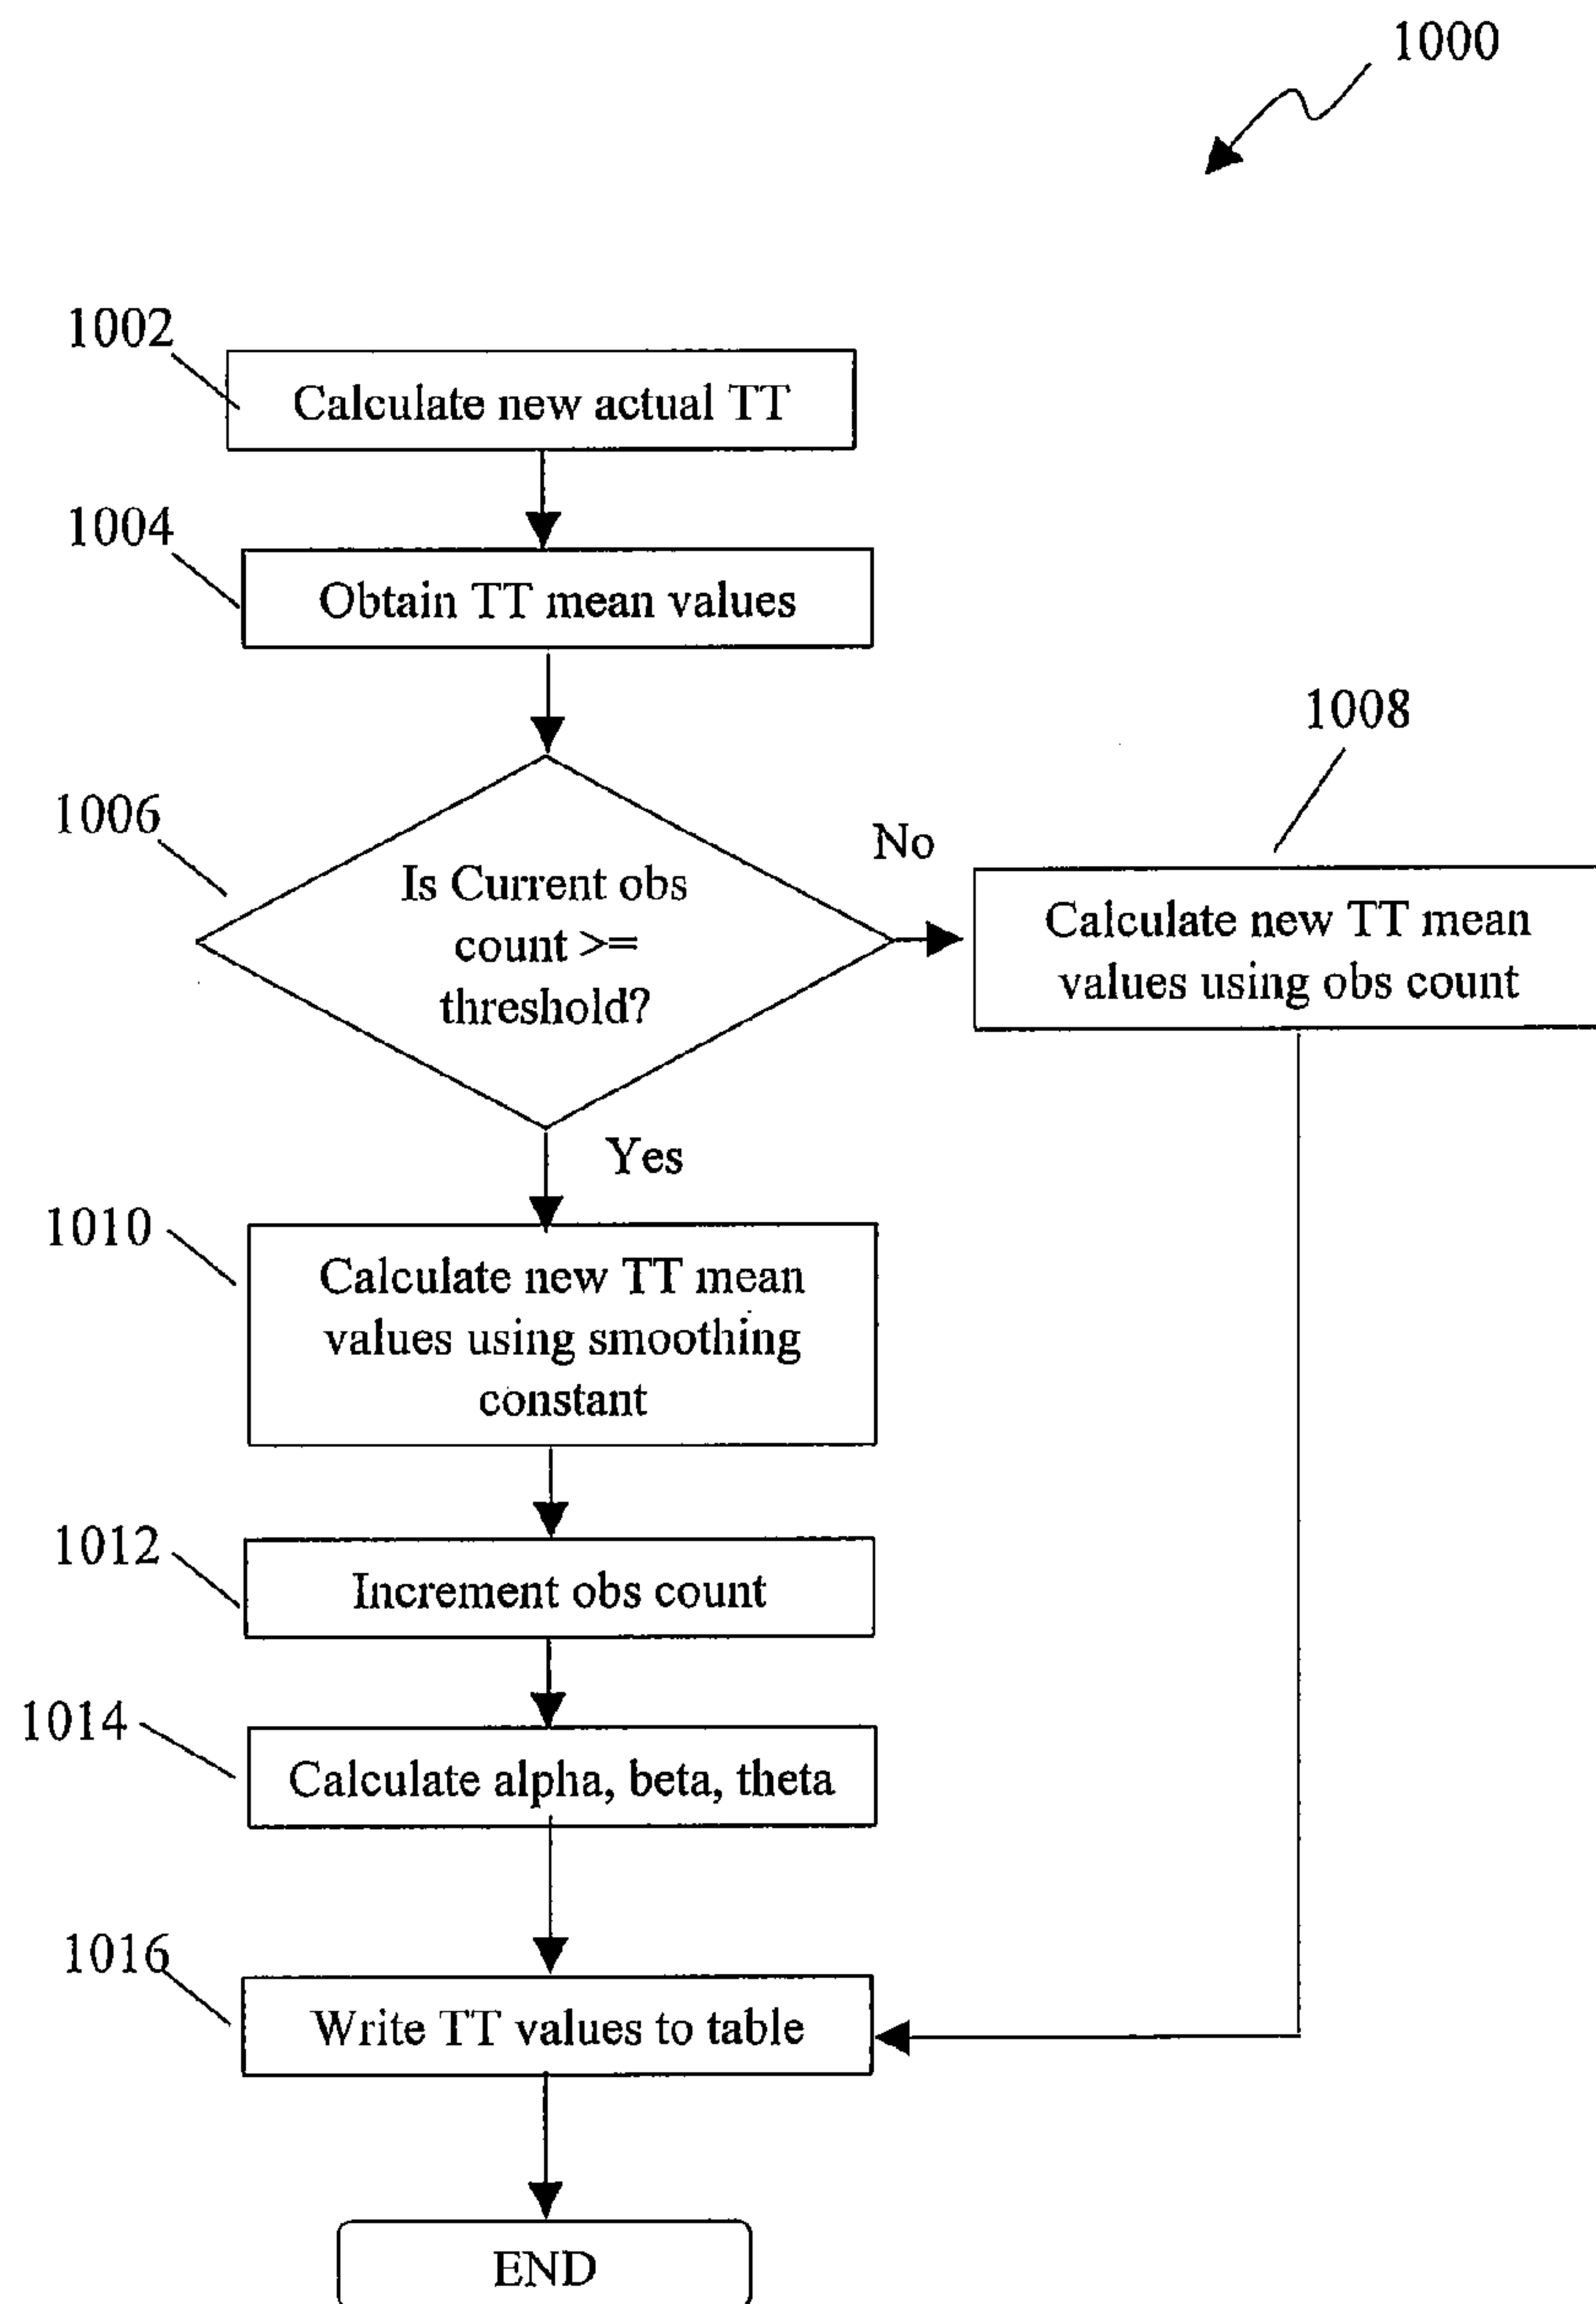 1000
1002
Calculate new actual TT
1004
Obtain TT mean values
1006
Is Current obs
count >=
threshold?
No
1008
Calculate new TT mean
values using obs count
Yes
1010
Calculate new TT mean
values using smoothing
constant
1012
Increment obs count
1014
Calculate alpha, beta, theta
1016
Write TT values to table
END